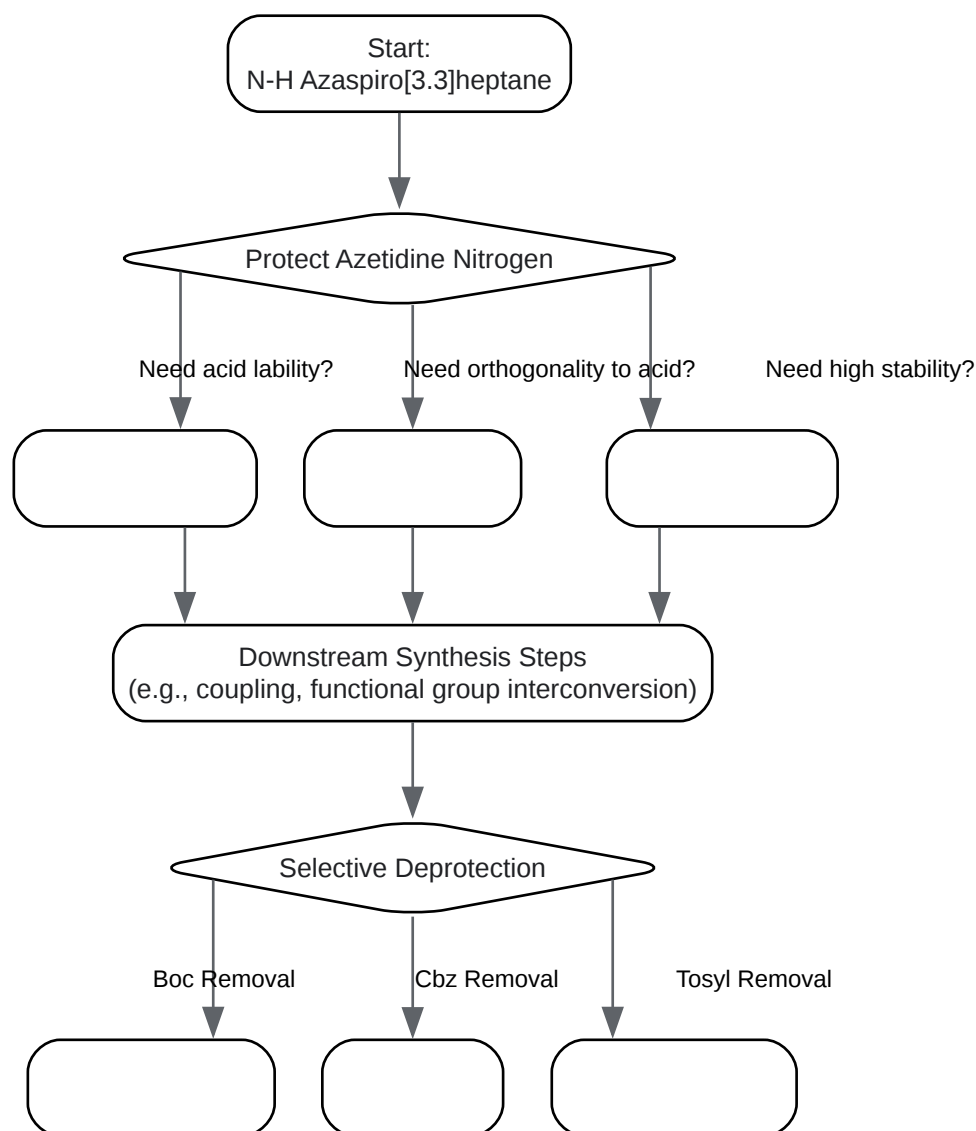 Start:
N-H Azaspiro[3.3]heptane
Protect Azetidine Nitrogen
Need acid lability?
Need orthogonality to acid?
Need high stability?
Downstream Synthesis Steps
(e.g., coupling, functional group interconversion)
Selective Deprotection
Boc Removal
Cbz Removal
Tosyl Removal